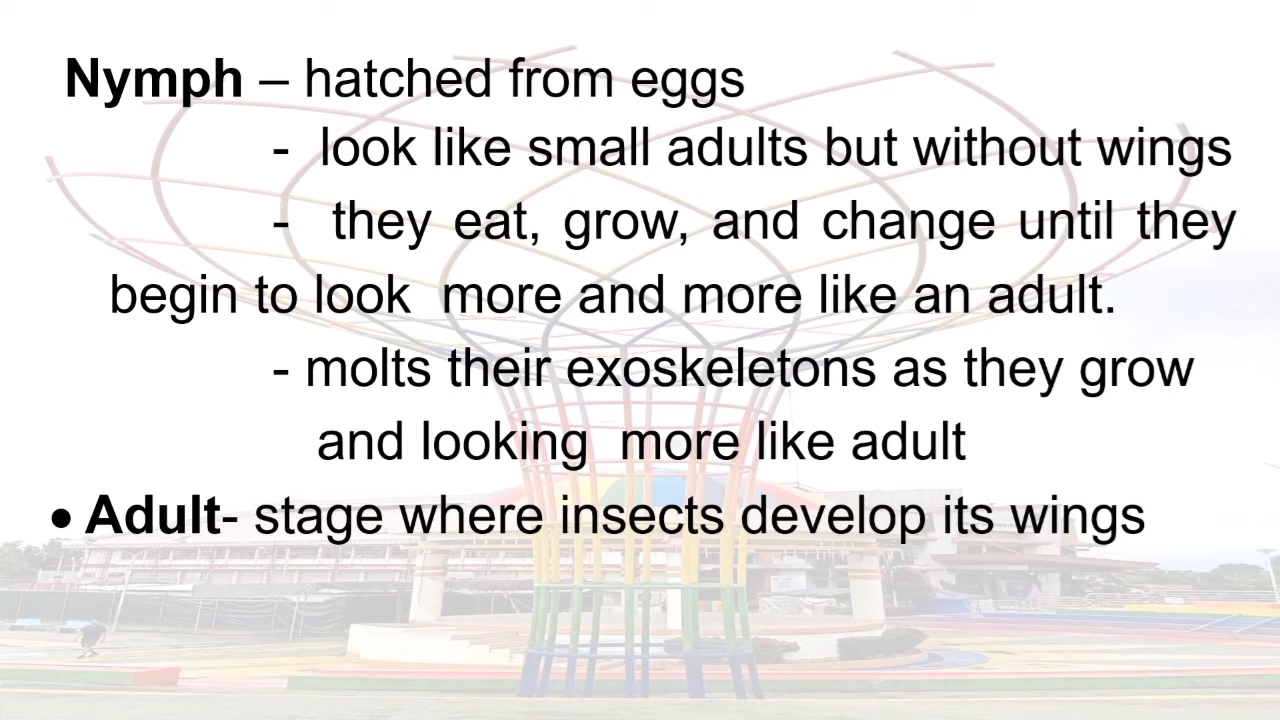 Nymph – hatched from eggs
- look like small adults but without wings
- they eat, grow, and change until they
begin to look more and more like an adult.
- molts their exoskeletons as they grow
and looking more like adult
• Adult- stage where insects develop its wings